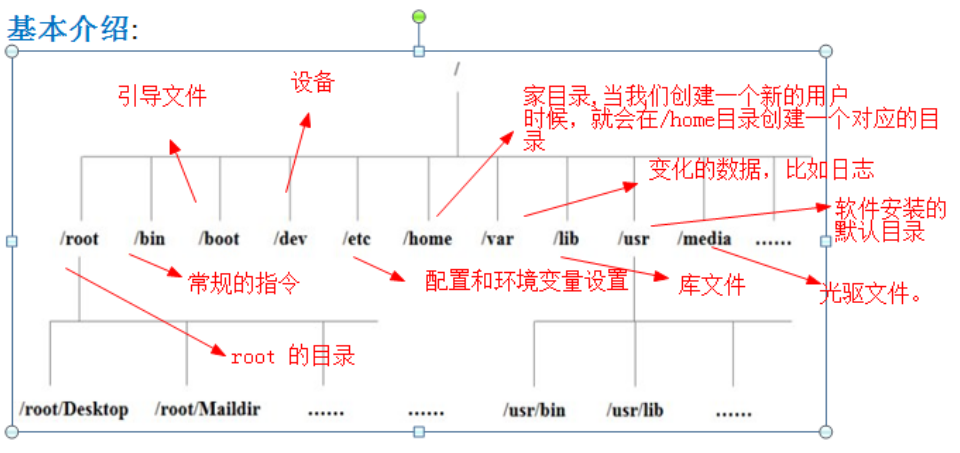 基本介绍:
/
引导文件
设备
家目录,当我们创建一个新的用户
时候，就会在/home目录创建一个对应的目
录
变化的数据，比如日志
软件安装的
默认目录
/root /bin /boot /dev /etc /home /var /lib /usr /media ……
常规的指令
配置和环境变量设置
库文件
光驱文件。
root 的目录
/root/Desktop /root/Maildir …… …… /usr/bin /usr/lib ……